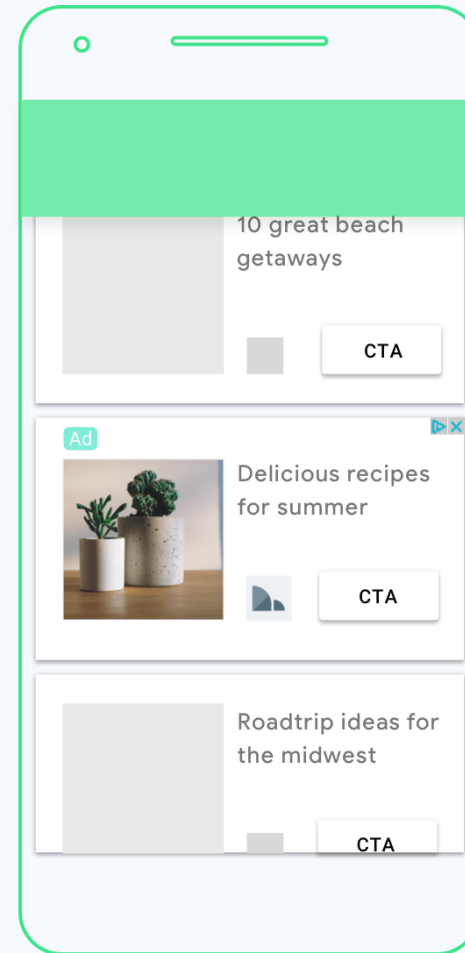 10 great beach
getaways
CTA
Ad
Delicious recipes
for summer
CTA
Roadtrip ideas for
the midwest
CTA